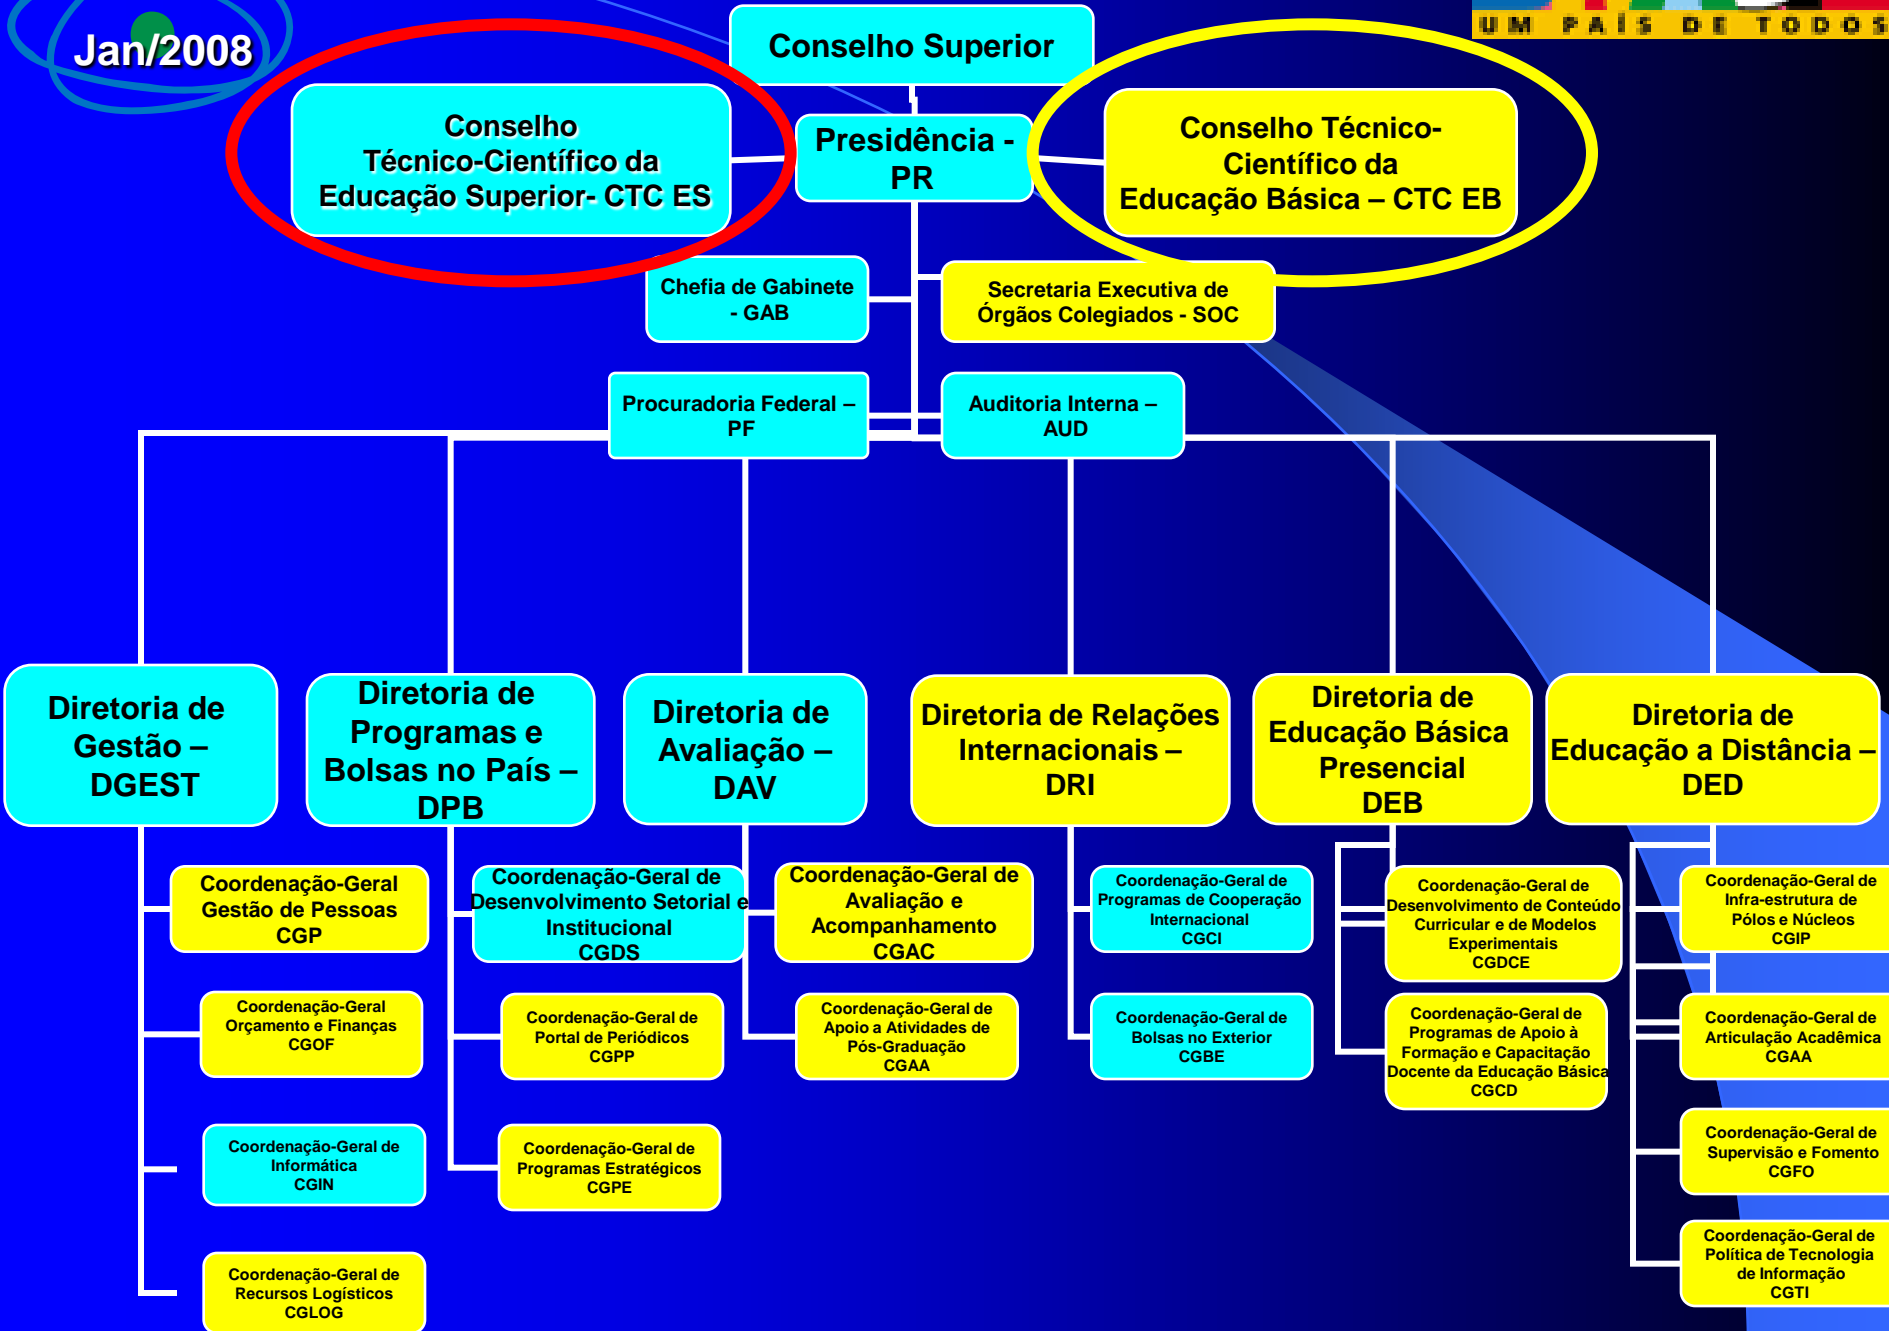 Jan/2008
UM PAÍS DE TODOS
Conselho Superior
Conselho
Técnico-Científico da
Educação Superior- CTC ES
Presidência -
PR
Conselho Técnico-
Científico da
Educação Básica – CTC EB
Chefia de Gabinete
- GAB
Secretaria Executiva de
Órgãos Colegiados - SOC
Procuradoria Federal –
PF
Auditoria Interna –
AUD
Diretoria de
Gestão –
DGEST
Diretoria de
Programas e
Bolsas no País –
DPB
Diretoria de
Avaliação –
DAV
Diretoria de Relações
Internacionais –
DRI
Diretoria de
Educação Básica
Presencial
DEB
Diretoria de
Educação a Distância –
DED
Coordenação-Geral
Gestão de Pessoas
CGP
Coordenação-Geral de
Desenvolvimento Setorial e
Institucional
CGDS
Coordenação-Geral de
Avaliação e
Acompanhamento
CGAC
Coordenação-Geral de
Programas de Cooperação
Internacional
CGCI
Coordenação-Geral de
Desenvolvimento de Conteúdo
Curricular e de Modelos
Experimentais
CGDCE
Coordenação-Geral de
Infra-estrutura de
Pólos e Núcleos
CGIP
Coordenação-Geral
Orçamento e Finanças
CGOF
Coordenação-Geral de
Portal de Periódicos
CGPP
Coordenação-Geral de
Apoio a Atividades de
Pós-Graduação
CGAA
Coordenação-Geral de
Bolsas no Exterior
CGBE
Coordenação-Geral de
Programas de Apoio à
Formação e Capacitação
Docente da Educação Básica
CGCD
Coordenação-Geral de
Articulação Acadêmica
CGAA
Coordenação-Geral de
Informática
CGIN
Coordenação-Geral de
Programas Estratégicos
CGPE
Coordenação-Geral de
Supervisão e Fomento
CGFO
Coordenação-Geral de
Recursos Logísticos
CGLOG
Coordenação-Geral de
Política de Tecnologia
de Informação
CGTI